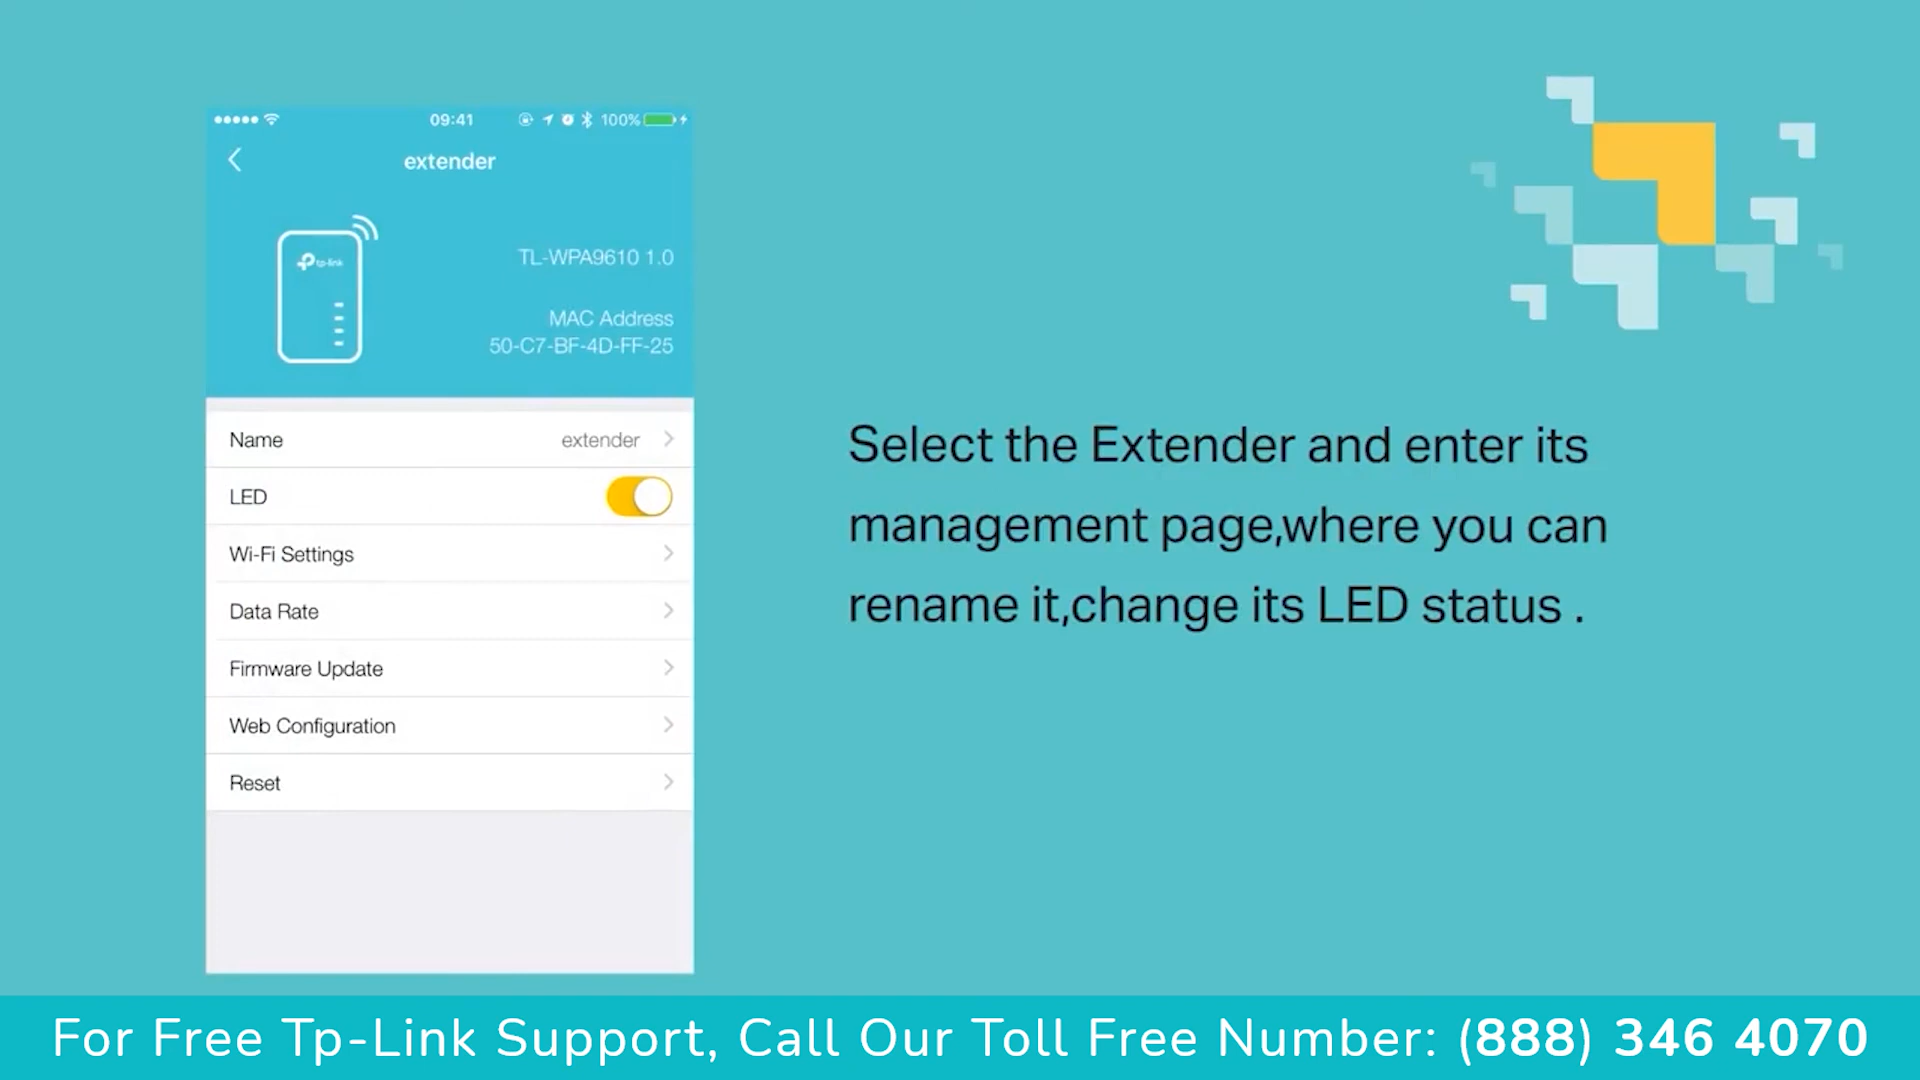 09:41 100%
extender
tp-link
TL-WPA9610 1.0
MAC Address
50-C7-BF-4D-FF-25
Name extender
LED
Wi-Fi Settings
Data Rate
Firmware Update
Web Configuration
Reset
Select the Extender and enter its
management page,where you can
rename it,change its LED status .
For Free Tp-Link Support, Call Our Toll Free Number: (888) 346 4070